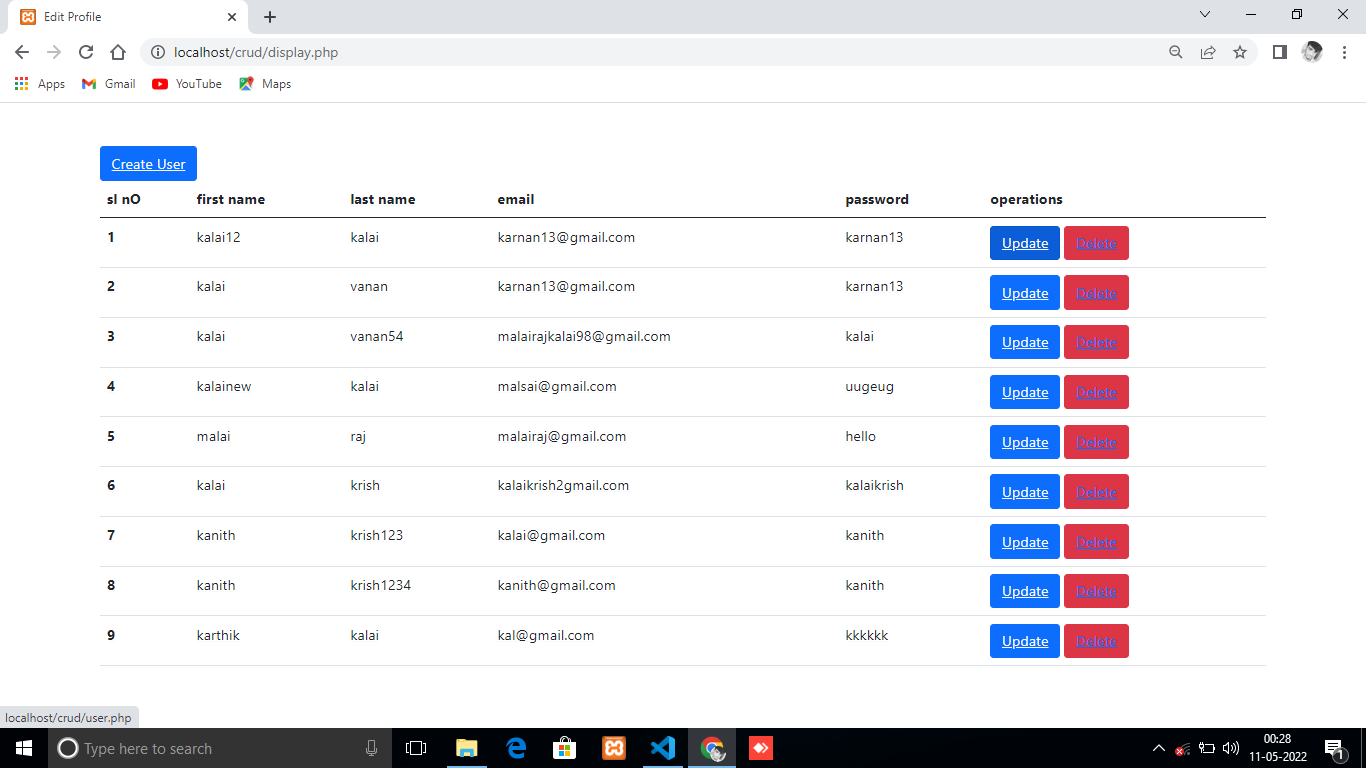 Edit Profile
localhost/crud/display.php
Apps Gmail YouTube Maps
Create User
sl nO first name last name email password operations
1 kalai12 kalai karnan13@gmail.com karnan13 Update Delete
2 kalai vanan karnan13@gmail.com karnan13 Update Delete
3 kalai vanan54 malairajkalai98@gmail.com kalai Update Delete
4 kalainew kalai malsai@gmail.com uugeug Update Delete
5 malai raj malairaj@gmail.com hello Update Delete
6 kalai krish kalaikrish2gmail.com kalaikrish Update Delete
7 kanith krish123 kalai@gmail.com kanith Update Delete
8 kanith krish1234 kanith@gmail.com kanith Update Delete
9 karthik kalai kal@gmail.com kkkkkk Update Delete
localhost/crud/user.php
Type here to search
00:28
11-05-2022
1